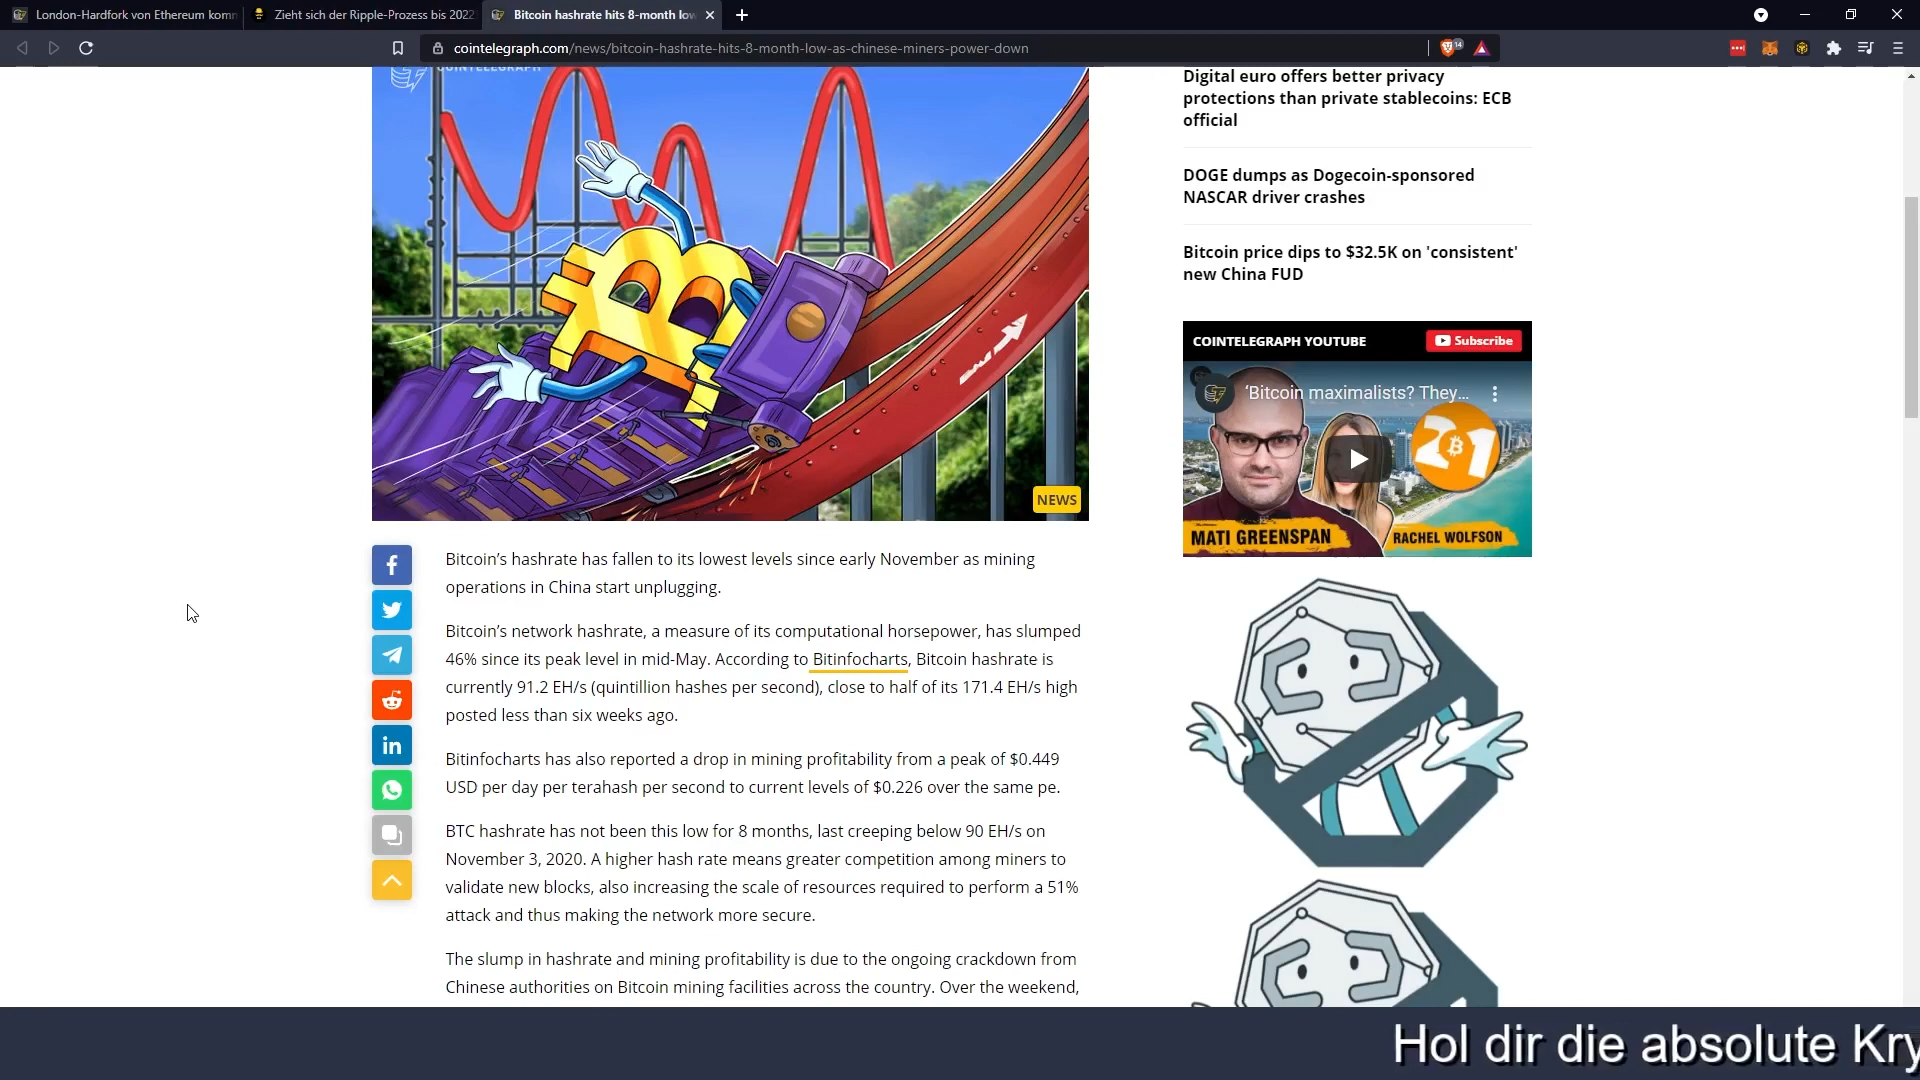 London-Hardfork von Ethereum komm
Zieht sich der Ripple-Prozess bis 2022
Bitcoin hashrate hits 8-month low
cointelegraph.com/news/bitcoin-hashrate-hits-8-month-low-as-chinese-miners-power-down
14
COINTELEGRAPH
NEWS
Bitcoin’s hashrate has fallen to its lowest levels since early November as mining
operations in China start unplugging.
Bitcoin’s network hashrate, a measure of its computational horsepower, has slumped
46% since its peak level in mid-May. According to Bitinfocharts, Bitcoin hashrate is
currently 91.2 EH/s (quintillion hashes per second), close to half of its 171.4 EH/s high
posted less than six weeks ago.
Bitinfocharts has also reported a drop in mining profitability from a peak of $0.449
USD per day per terahash per second to current levels of $0.226 over the same pe.
BTC hashrate has not been this low for 8 months, last creeping below 90 EH/s on
November 3, 2020. A higher hash rate means greater competition among miners to
validate new blocks, also increasing the scale of resources required to perform a 51%
attack and thus making the network more secure.
The slump in hashrate and mining profitability is due to the ongoing crackdown from
Chinese authorities on Bitcoin mining facilities across the country. Over the weekend,
Digital euro offers better privacy
protections than private stablecoins: ECB
official
DOGE dumps as Dogecoin-sponsored
NASCAR driver crashes
Bitcoin price dips to $32.5K on 'consistent'
new China FUD
COINTELEGRAPH YOUTUBE
Subscribe
‘Bitcoin maximalists? They...
21
MATI GREENSPAN
RACHEL WOLFSON
Hol dir die absolute Kry